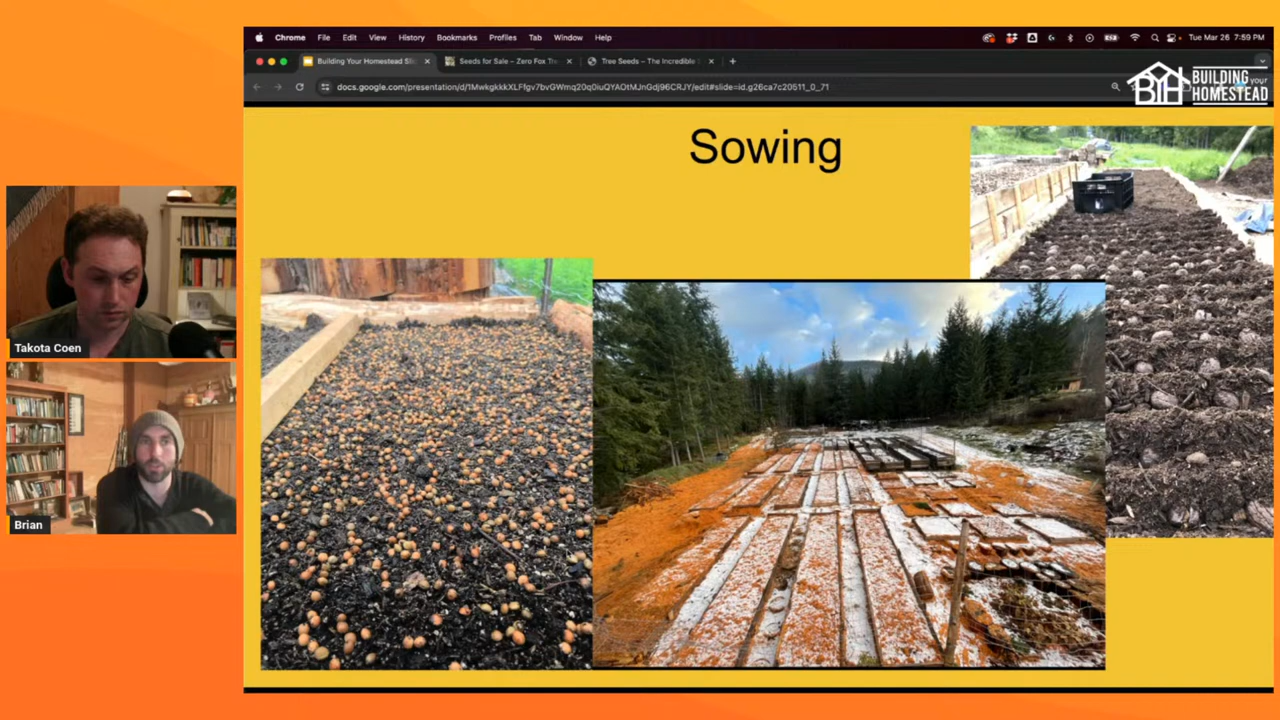 Chrome File Edit View History Bookmarks Profiles Tab Window Help
Tue Mar 26 7:59 PM
Building Your Homestead Sli
Seeds for Sale – Zero Fox Tre
Tree Seeds – The Incredible
docs.google.com/presentation/d/1MwkgkkkXLFfgv7bvGWmq20q0iuQYAOtMJnGdj96CRJY/edit#slide=id.g26ca7c20511_0_71
BYH
BUILDING your
HOMESTEAD
Sowing
Takota Coen
Brian